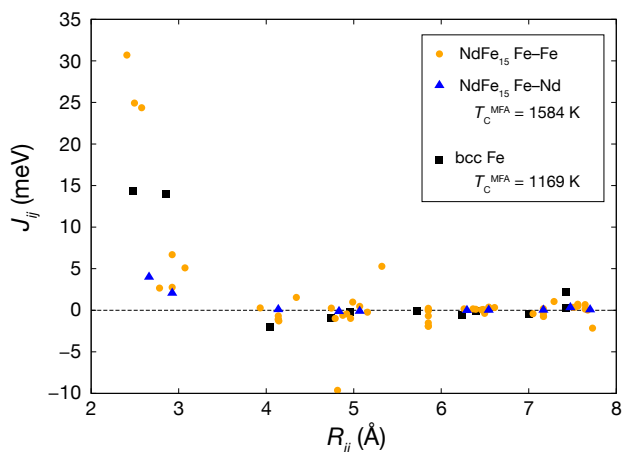 35
30
25
20
15
10
5
0
−5
−10
2
3
4
5
6
7
8
J_ij (meV)
R_ij (Å)
NdFe₁₅ Fe–Fe
NdFe₁₅ Fe–Nd
T_C^MFA = 1584 K
bcc Fe
T_C^MFA = 1169 K